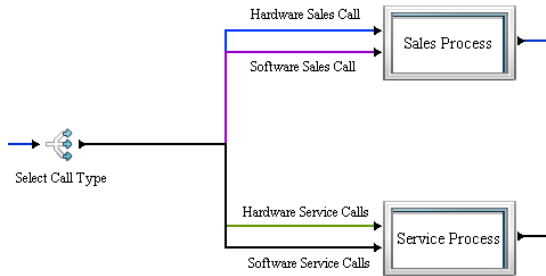 Hardware Sales Call
Sales Process
Software Sales Call
Select Call Type
Hardware Service Calls
Service Process
Software Service Calls